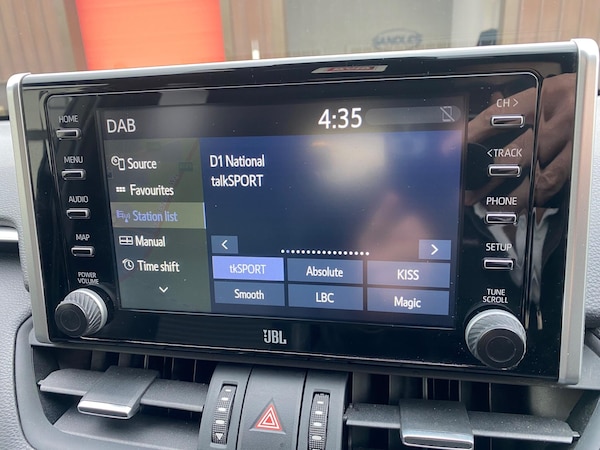 HANDLES
HOME
MENU
AUDIO
MAP
POWER
VOLUME
DAB
4:35
Source
Favourites
Station list
Manual
Time shift
D1 National
talkSPORT
<
>
tkSPORT
Absolute
KISS
Smooth
LBC
Magic
CH >
< TRACK
PHONE
SETUP
TUNE
SCROLL
JBL